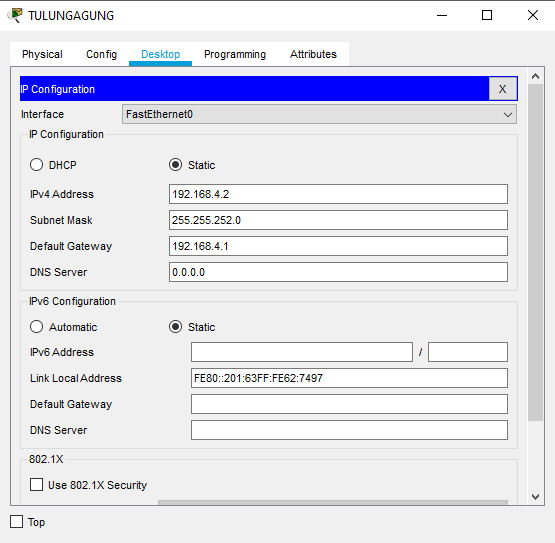 TULUNGAGUNG
Physical Config Desktop Programming Attributes
IP Configuration X
Interface FastEthernet0
IP Configuration
DHCP Static
IPv4 Address 192.168.4.2
Subnet Mask 255.255.252.0
Default Gateway 192.168.4.1
DNS Server 0.0.0.0
IPv6 Configuration
Automatic Static
IPv6 Address /
Link Local Address FE80::201:63FF:FE62:7497
Default Gateway
DNS Server
802.1X
Use 802.1X Security
Top